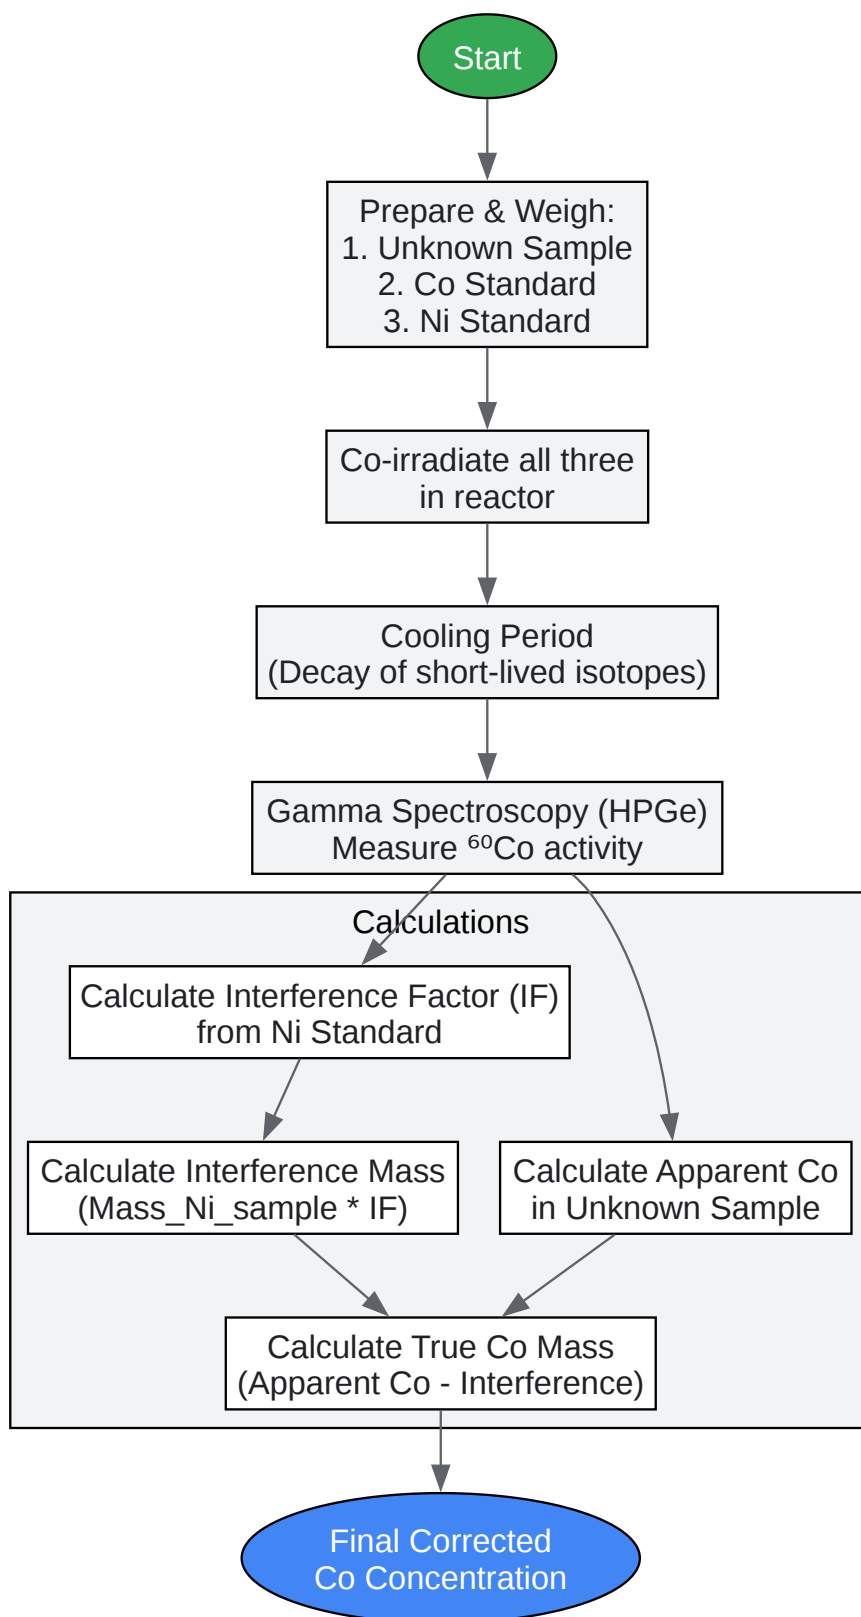 Start
Prepare & Weigh:
1. Unknown Sample
2. Co Standard
3. Ni Standard
Co-irradiate all three
in reactor
Cooling Period
(Decay of short-lived isotopes)
Gamma Spectroscopy (HPGe)
Measure ⁶⁰Co activity
Calculations
Calculate Interference Factor (IF)
from Ni Standard
Calculate Interference Mass
(Mass_Ni_sample * IF)
Calculate Apparent Co
in Unknown Sample
Calculate True Co Mass
(Apparent Co - Interference)
Final Corrected
Co Concentration